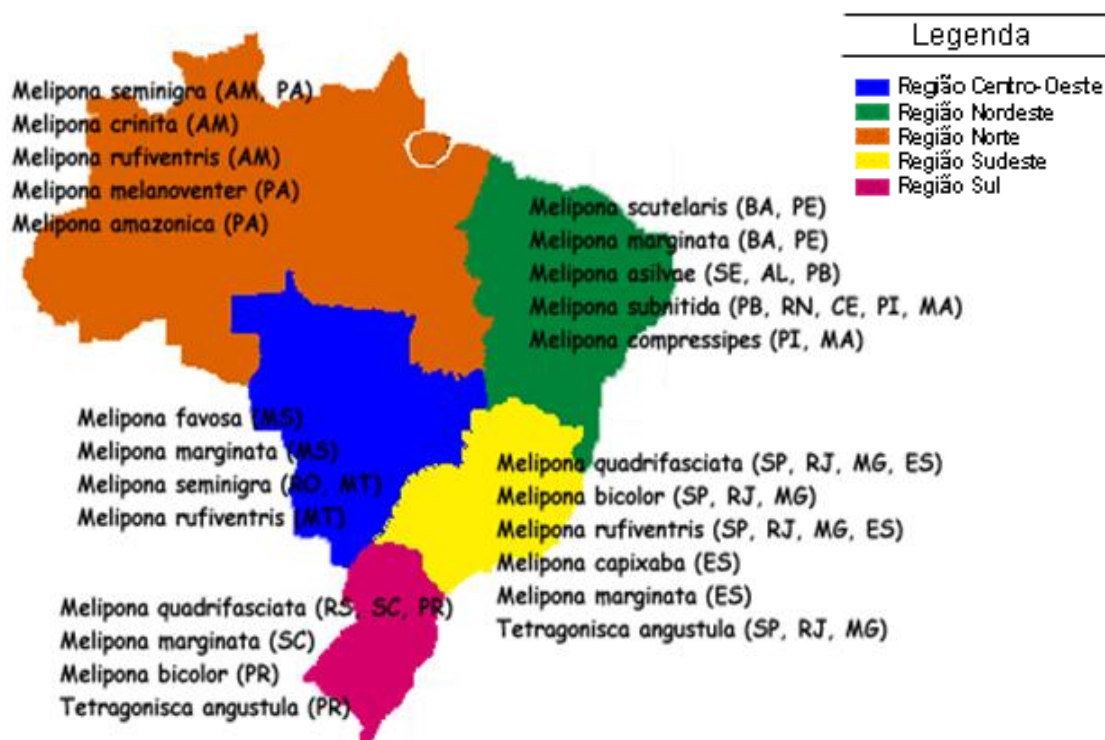 Legenda
Região Centro-Oeste
Região Nordeste
Região Norte
Região Sudeste
Região Sul
Melipona seminigra (AM, PA)
Melipona crinita (AM)
Melipona rufiventris (AM)
Melipona melanoventer (PA)
Melipona amazonica (PA)
Melipona scutelaris (BA, PE)
Melipona marginata (BA, PE)
Melipona asilvae (SE, AL, PB)
Melipona subnitida (PB, RN, CE, PI, MA)
Melipona compressipes (PI, MA)
Melipona favosa (MS)
Melipona marginata (MS)
Melipona seminigra (RO, MT)
Melipona rufiventris (MT)
Melipona quadrifasciata (SP, RJ, MG, ES)
Melipona bicolor (SP, RJ, MG)
Melipona rufiventris (SP, RJ, MG, ES)
Melipona capixaba (ES)
Melipona marginata (ES)
Tetragonisca angustula (SP, RJ, MG)
Melipona quadrifasciata (RS, SC, PR)
Melipona marginata (SC)
Melipona bicolor (PR)
Tetragonisca angustula (PR)